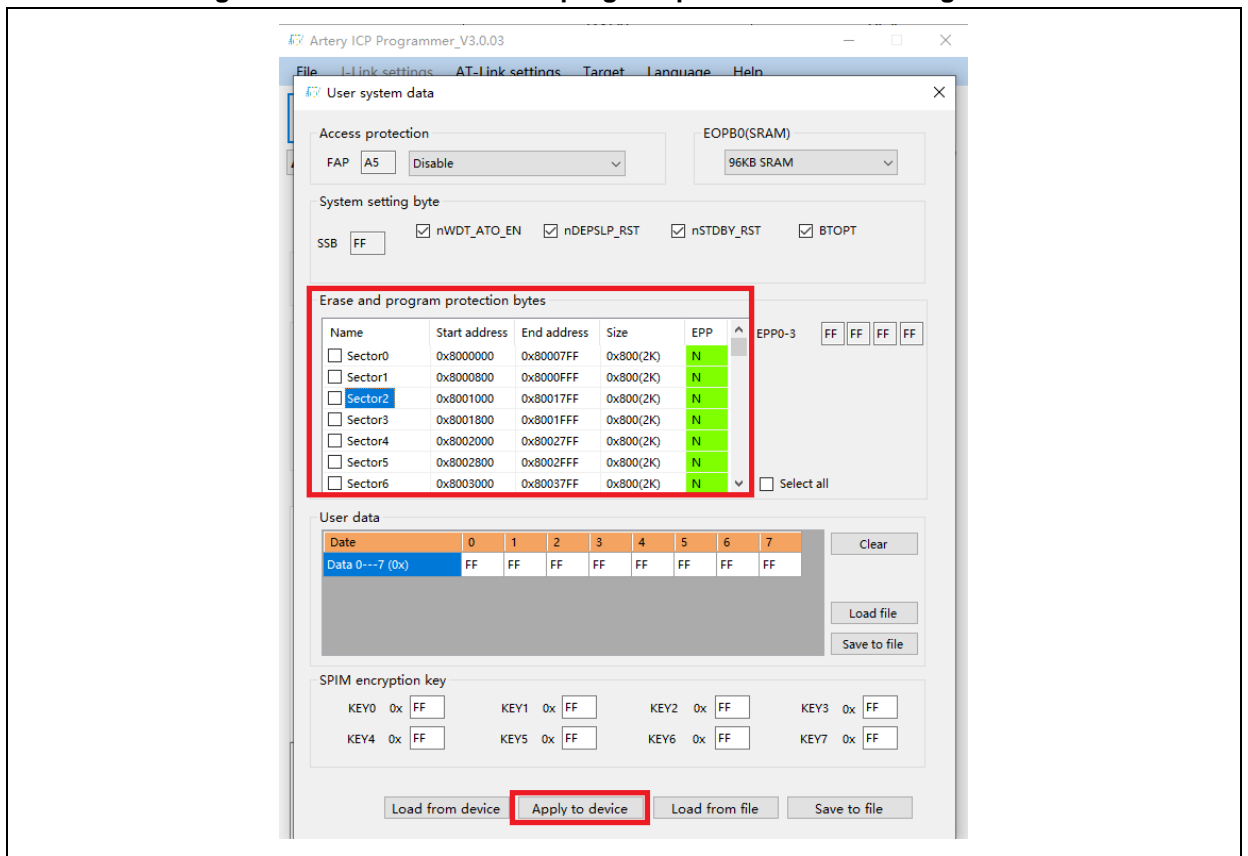 Artery ICP Programmer_V3.0.03
File J-Link settings AT-Link settings Target Language Help
User system data
Access protection EOPB0(SRAM)
FAP A5 Disable 96KB SRAM
System setting byte
SSB FF nWDT_ATO_EN nDEPSLP_RST nSTDBY_RST BTOPT
Erase and program protection bytes
Name Start address End address Size EPP EPP0-3 FF FF FF FF
Sector0 0x8000000 0x80007FF 0x800(2K) N
Sector1 0x8000800 0x8000FFF 0x800(2K) N
Sector2 0x8001000 0x80017FF 0x800(2K) N
Sector3 0x8001800 0x8001FFF 0x800(2K) N
Sector4 0x8002000 0x80027FF 0x800(2K) N
Sector5 0x8002800 0x8002FFF 0x800(2K) N
Sector6 0x8003000 0x80037FF 0x800(2K) N Select all
User data
Date 0 1 2 3 4 5 6 7 Clear
Data 0---7 (0x) FF FF FF FF FF FF FF FF
Load file
Save to file
SPIM encryption key
KEY0 0x FF KEY1 0x FF KEY2 0x FF KEY3 0x FF
KEY4 0x FF KEY5 0x FF KEY6 0x FF KEY7 0x FF
Load from device Apply to device Load from file Save to file